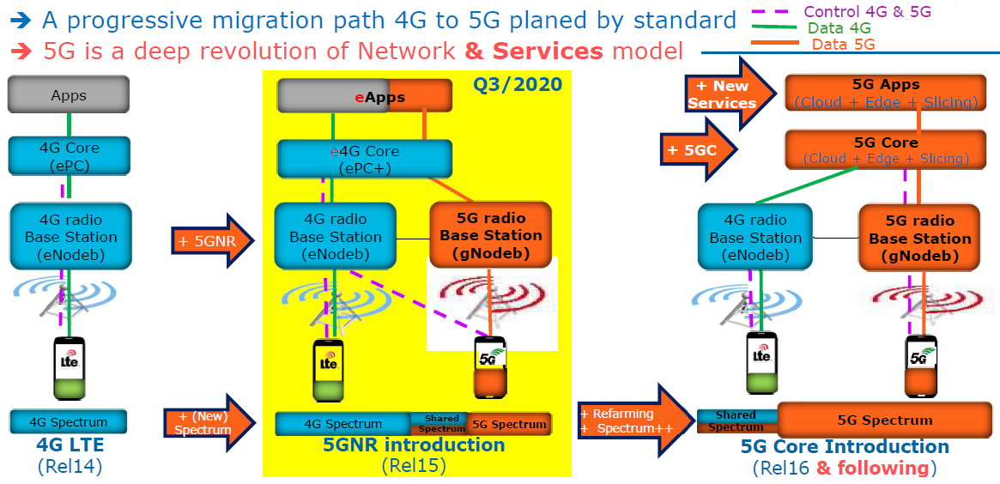 ➔ A progressive migration path 4G to 5G planed by standard
➔ 5G is a deep revolution of Network & Services model
Control 4G & 5G
Data 4G
Data 5G
Apps
4G Core
(ePC)
4G radio
Base Station
(eNodeb)
Lte
4G Spectrum
4G LTE
(Rel14)
+ 5GNR
+ (New)
Spectrum
Q3/2020
eApps
e4G Core
(ePC+)
4G radio
Base Station
(eNodeb)
5G radio
Base Station
(gNodeb)
Lte
5G
4G Spectrum
Shared
Spectrum
5G Spectrum
5GNR introduction
(Rel15)
+ New
Services
+ 5GC
+ Refarming
+ Spectrum++
5G Apps
(Cloud + Edge + Slicing)
5G Core
(Cloud + Edge + Slicing)
4G radio
Base Station
(eNodeb)
5G radio
Base Station
(gNodeb)
Lte
5G
Shared
Spectrum
5G Spectrum
5G Core Introduction
(Rel16 & following)